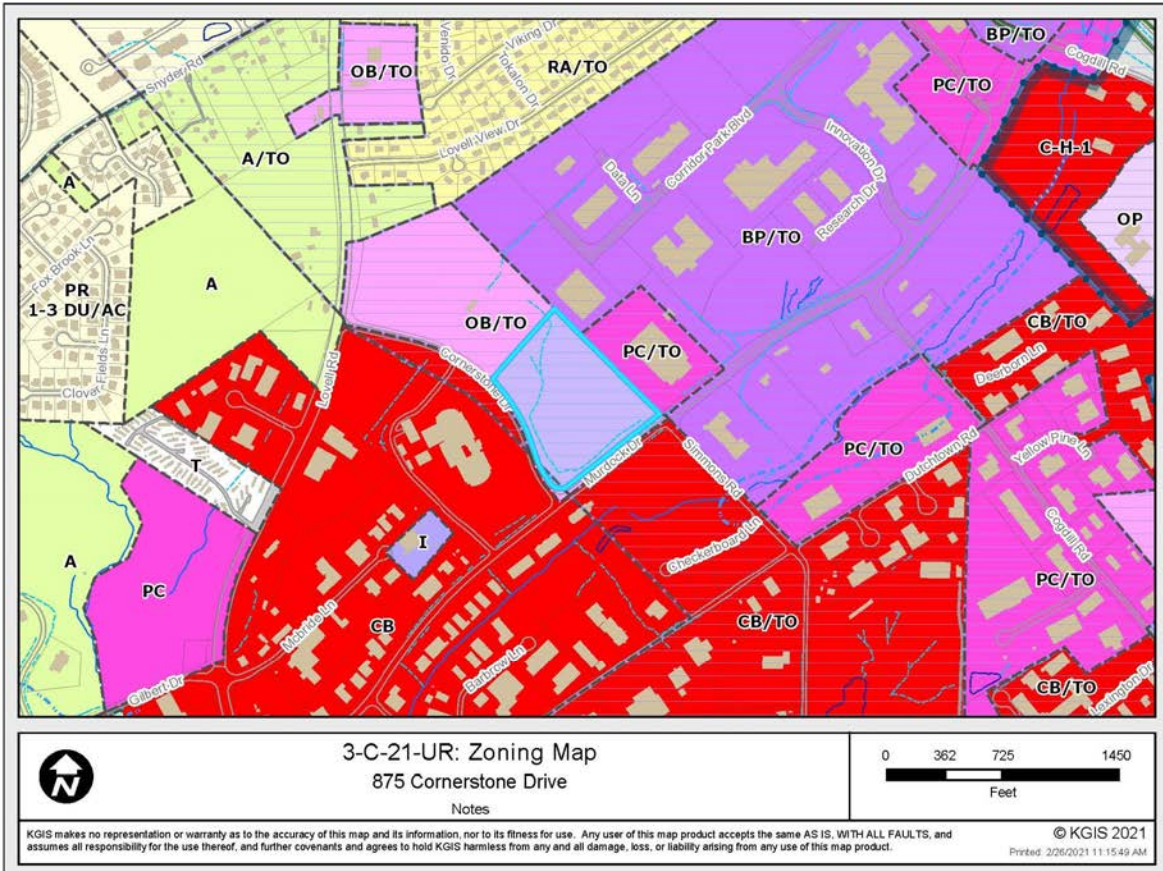 BP/TO
Cogdill Rd
Viking Dr
Venido Dr
Snyder Rd
OB/TO
RA/TO
Tokalon Dr
PC/TO
Lovell View Dr
Corridor Park Blvd
Innovation Dr
C-H-1
A/TO
A
Data Ln
Research Dr
OP
BP/TO
Fox Brook Ln
PR
1-3 DU/AC
A
OB/TO
CB/TO
Clover Fields Ln
Lovell Rd
Cornerstone Dr
PC/TO
Deerborn Ln
Murdock Dr
Simmons Rd
PC/TO
Dutchtown Rd
Yellow Pine Ln
T
Cogdill Rd
Checkerboard Ln
I
A
PC
PC/TO
Mcbride Ln
CB
CB/TO
Barbrow Ln
Gilbert Dr
CB/TO
Lexington Dr
N
3-C-21-UR: Zoning Map
875 Cornerstone Drive
Notes
0 362 725 1450
Feet
KGIS makes no representation or warranty as to the accuracy of this map and its information, nor to its fitness for use. Any user of this map product accepts the same AS IS, WITH ALL FAULTS, and
assumes all responsibility for the use thereof, and further covenants and agrees to hold KGIS harmless from any and all damage, loss, or liability arising from any use of this map product.
© KGIS 2021
Printed: 2/26/2021 11:15:49 AM